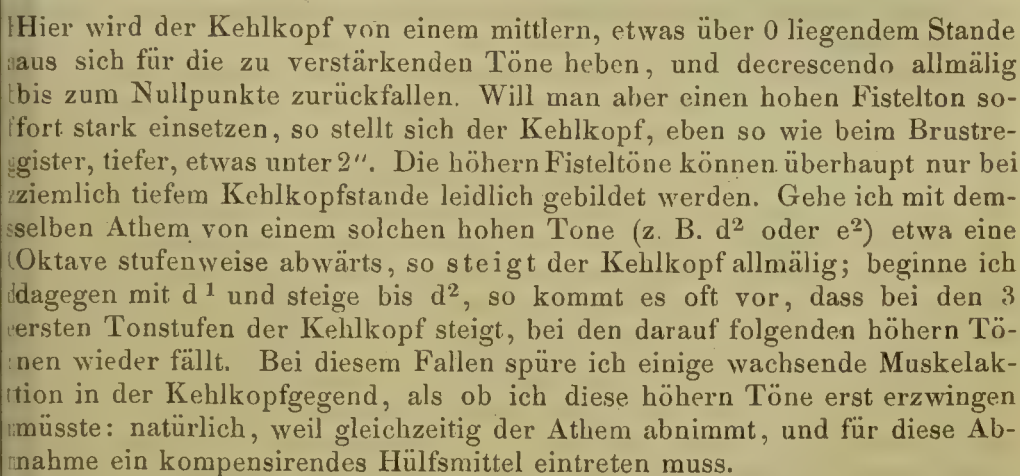 Hier wird der Kehlkopf von einem mittlern, etwas über 0 liegendem Stande
aus sich für die zu verstärkenden Töne heben, und decrescendo allmälig
bis zum Nullpunkte zurückfallen. Will man aber einen hohen Fistelton so-
fort stark einsetzen, so stellt sich der Kehlkopf, eben so wie beim Brustre-
gister, tiefer, etwas unter 2″. Die höhern Fisteltöne können überhaupt nur bei
ziemlich tiefem Kehlkopfstande leidlich gebildet werden. Gehe ich mit dem-
selben Athem von einem solchen hohen Tone (z. B. d² oder e²) etwa eine
Oktave stufenweise abwärts, so steigt der Kehlkopf allmälig; beginne ich
dagegen mit d¹ und steige bis d², so kommt es oft vor, dass bei den 3
ersten Tonstufen der Kehlkopf steigt, bei den darauf folgenden höhern Tö-
nen wieder fällt. Bei diesem Fallen spüre ich einige wachsende Muskelak-
tion in der Kehlkopfgegend, als ob ich diese höhern Töne erst erzwingen
müsste: natürlich, weil gleichzeitig der Athem abnimmt, und für diese Ab-
nahme ein kompensirendes Hülfsmittel eintreten muss.